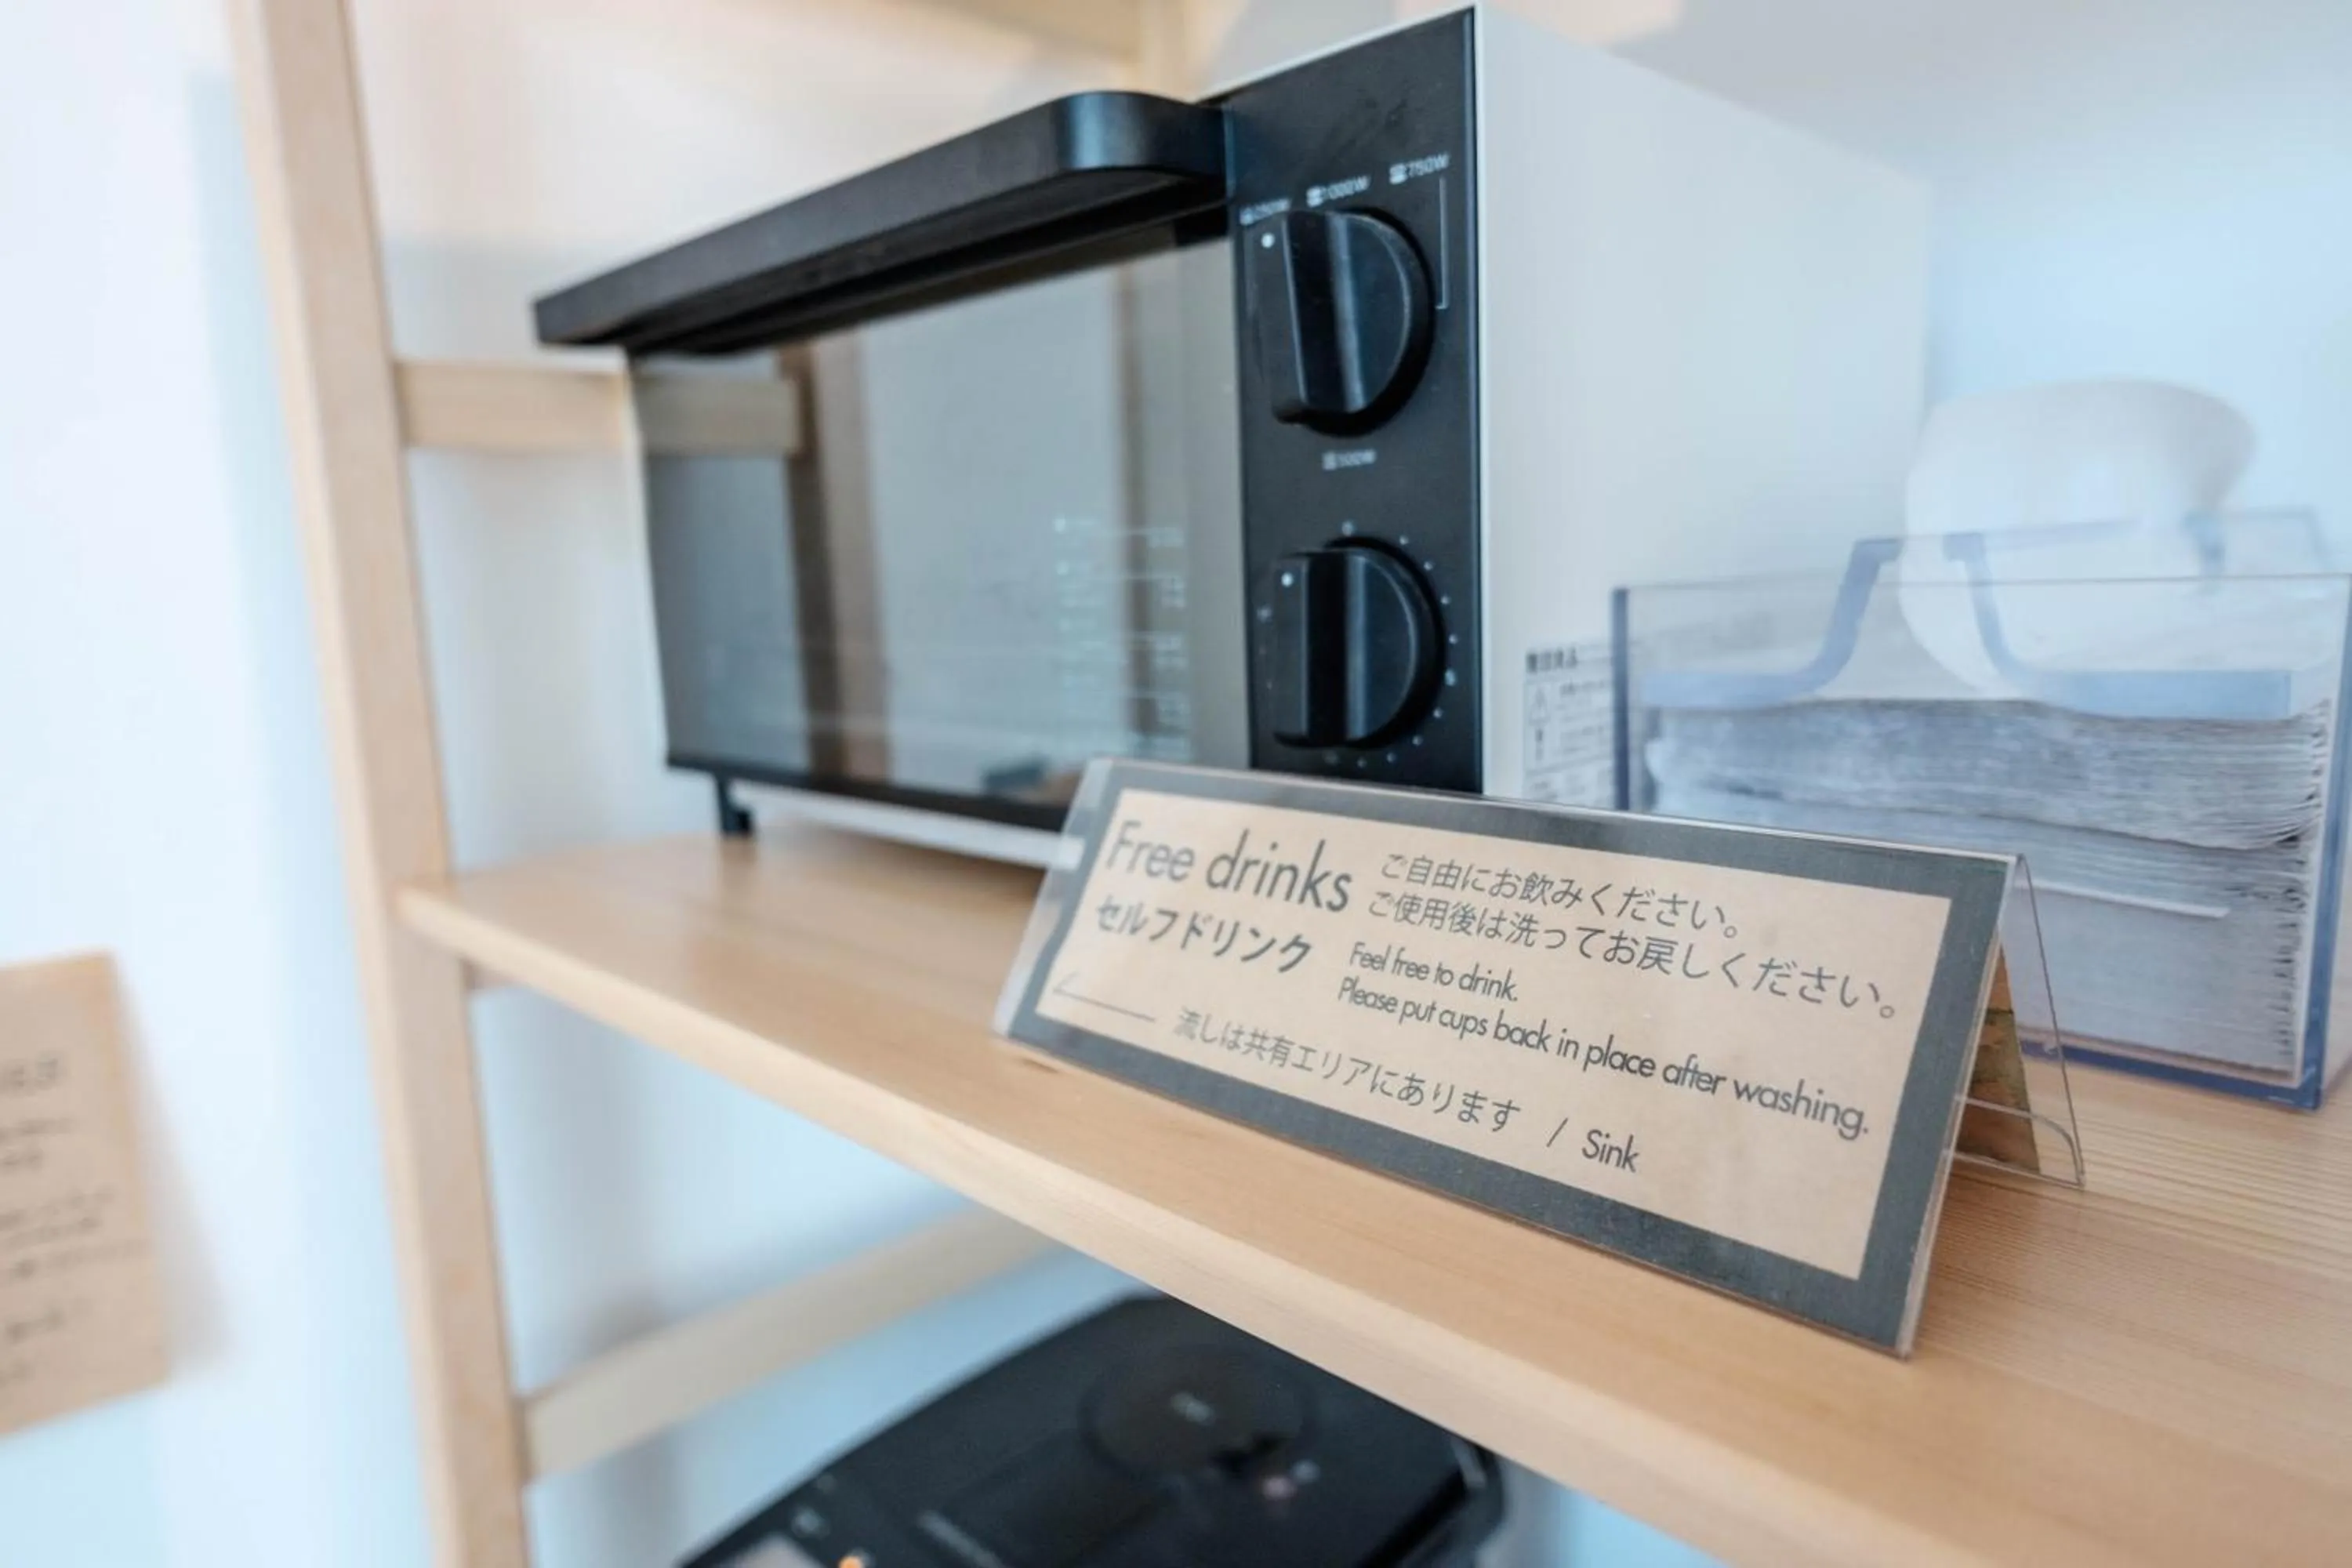 750W
500W
Free drinks
セルフドリンク
ご自由にお飲みください。
ご使用後は洗ってお戻しください。
Feel free to drink.
Please put cups back in place after washing.
流しは共有エリアにあります / Sink